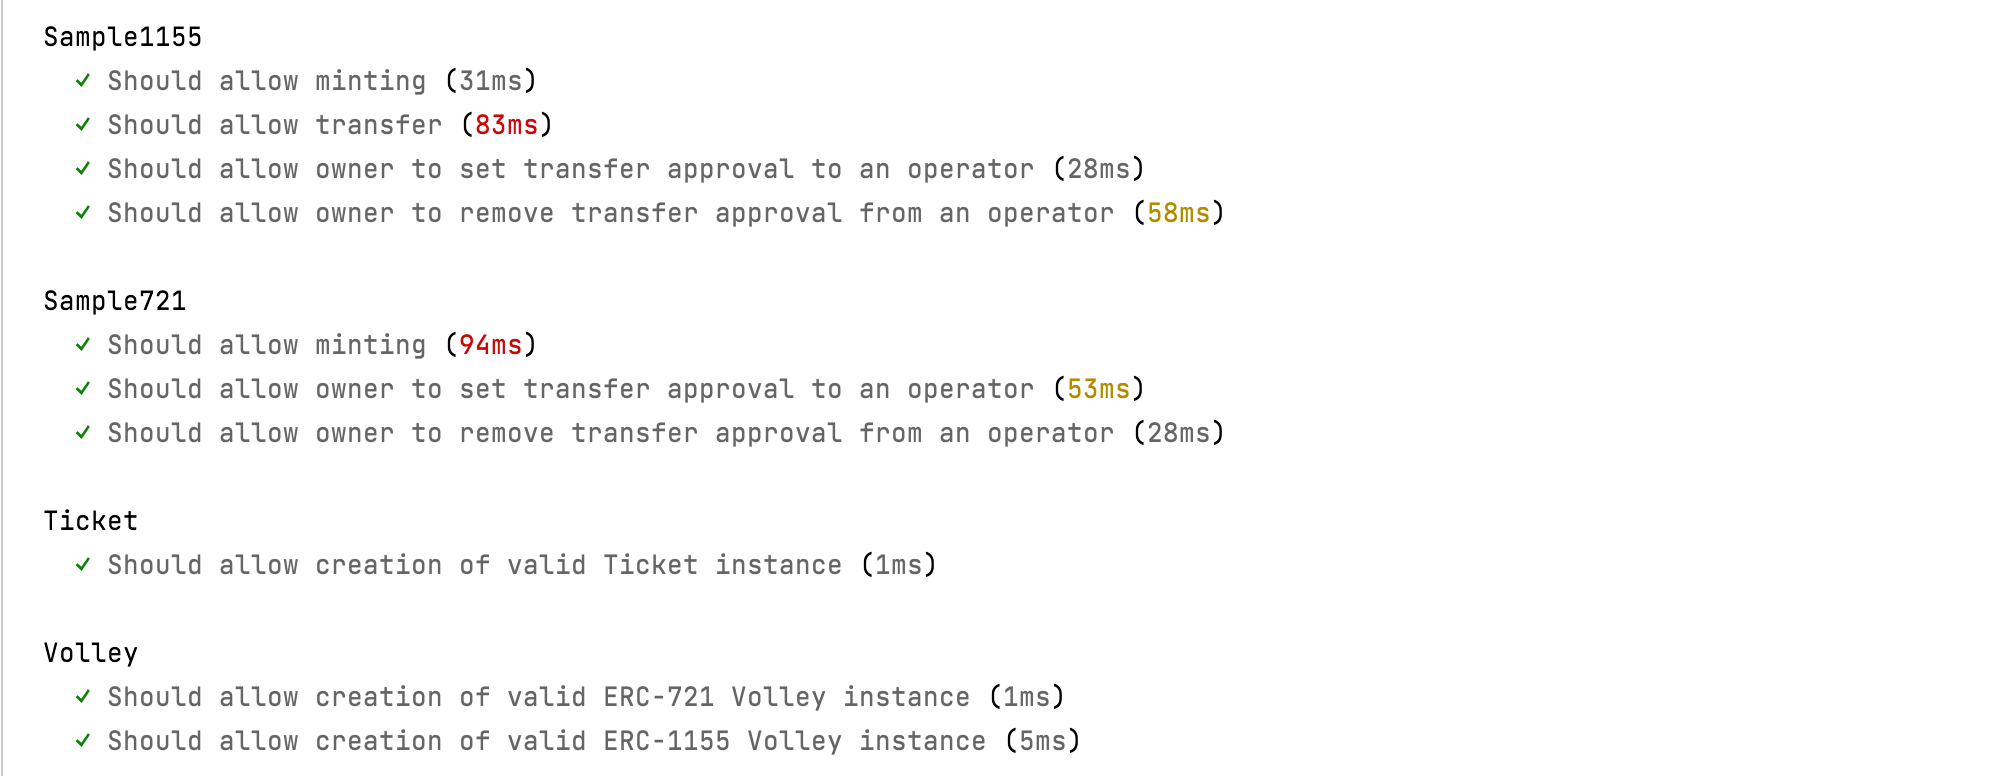 Sample1155
✓ Should allow minting (31ms)
✓ Should allow transfer (83ms)
✓ Should allow owner to set transfer approval to an operator (28ms)
✓ Should allow owner to remove transfer approval from an operator (58ms)
Sample721
✓ Should allow minting (94ms)
✓ Should allow owner to set transfer approval to an operator (53ms)
✓ Should allow owner to remove transfer approval from an operator (28ms)
Ticket
✓ Should allow creation of valid Ticket instance (1ms)
Volley
✓ Should allow creation of valid ERC-721 Volley instance (1ms)
✓ Should allow creation of valid ERC-1155 Volley instance (5ms)